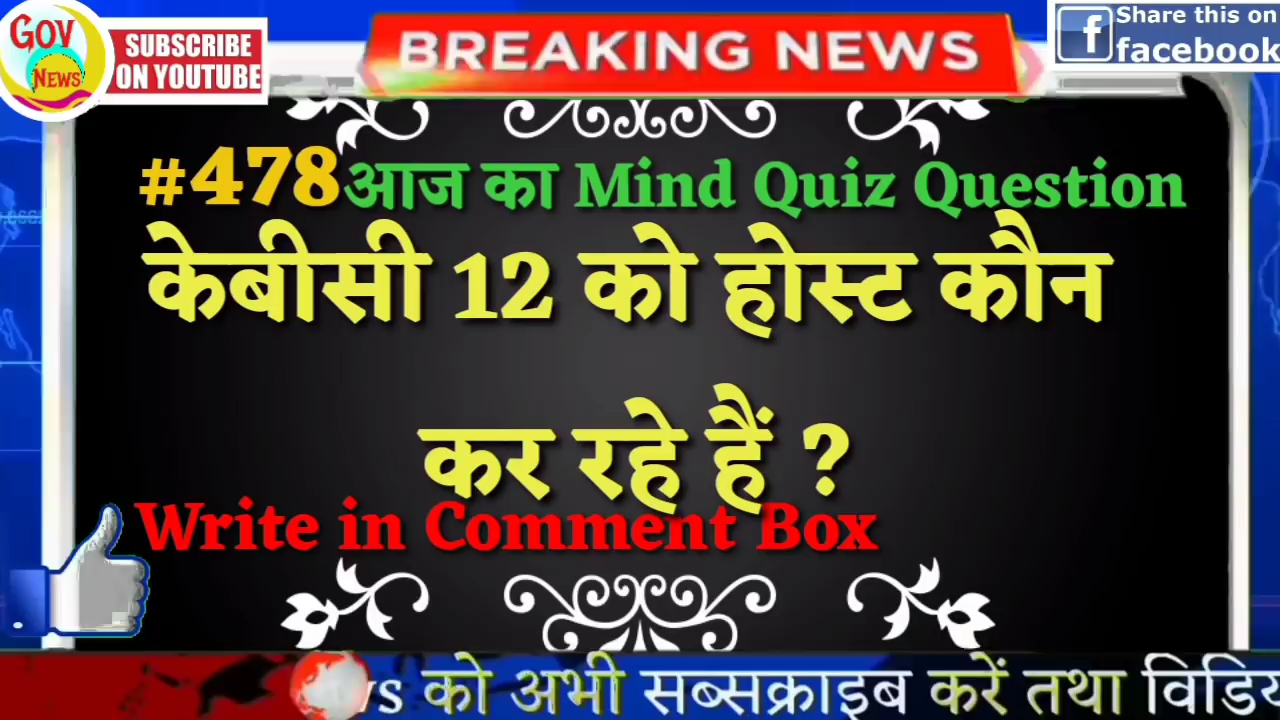 GOV
NEWS
SUBSCRIBE
ON YOUTUBE
BREAKING NEWS
f
Share this on
facebook
#478आज का Mind Quiz Question
केबीसी 12 को होस्ट कौन
कर रहे हैं ?
Write in Comment Box
को अभी सब्सक्राइब करें तथा